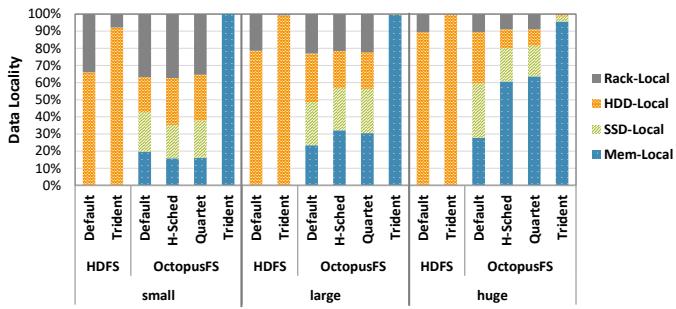 Data Locality
100%
90%
80%
70%
60%
50%
40%
30%
20%
10%
0%
Default Trident Default H-Sched Quartet Trident Default Trident Default H-Sched Quartet Trident Default Trident Default H-Sched Quartet Trident
HDFS OctopusFS HDFS OctopusFS HDFS OctopusFS
small large huge
Rack-Local
HDD-Local
SSD-Local
Mem-Local